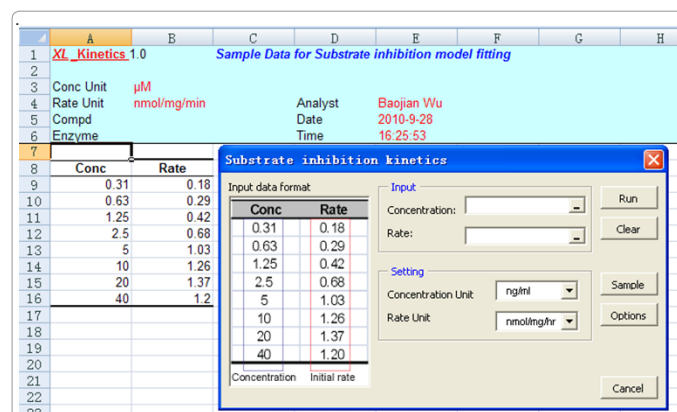 A B C D E F G H
1 XL_Kinetics 1.0 Sample Data for Substrate inhibition model fitting
2
3 Conc Unit µM
4 Rate Unit nmol/mg/min Analyst Baojian Wu
5 Compd Date 2010-9-28
6 Enzyme Time 16:25:53
7
8 Conc Rate
9 0.31 0.18
10 0.63 0.29
11 1.25 0.42
12 2.5 0.68
13 5 1.03
14 10 1.26
15 20 1.37
16 40 1.2
17
18
19
20
21
22
23
Substrate inhibition kinetics
Input data format
Conc Rate
0.31 0.18
0.63 0.29
1.25 0.42
2.5 0.68
5 1.03
10 1.26
20 1.37
40 1.20
Concentration Initial rate
Input
Concentration:
Rate:
Setting
Concentration Unit ng/ml
Rate Unit nmol/mg/hr
Run
Clear
Sample
Options
Cancel